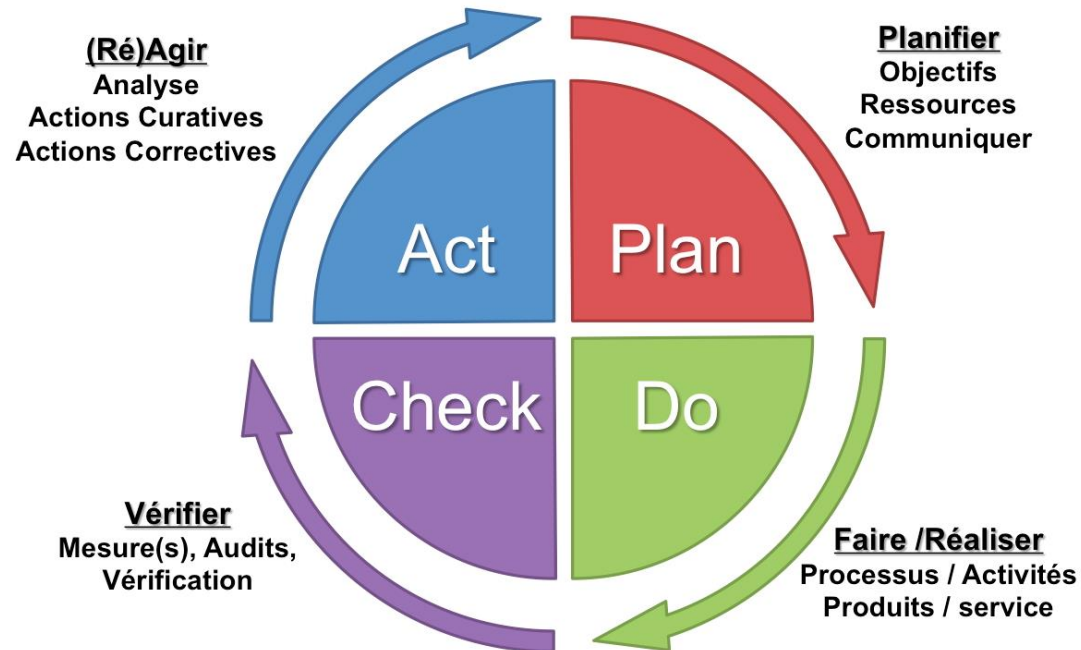 (Ré)Agir
Analyse
Actions Curatives
Actions Correctives
Planifier
Objectifs
Ressources
Communiquer
Act
Plan
Check
Do
Vérifier
Mesure(s), Audits,
Vérification
Faire /Réaliser
Processus / Activités
Produits / service